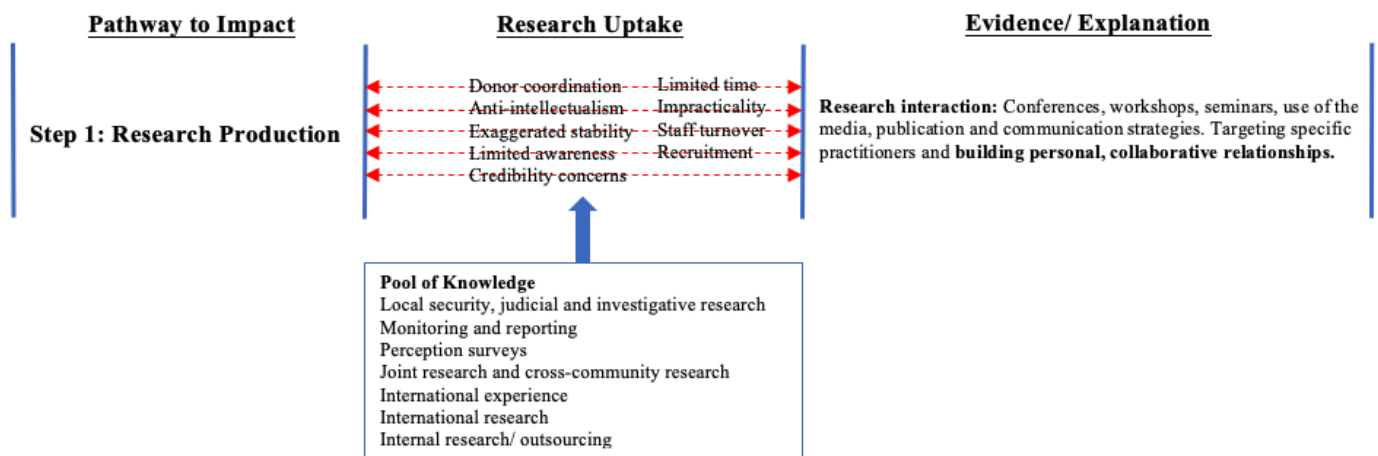 Pathway to Impact
Research Uptake
Evidence/ Explanation
Step 1: Research Production
Donor coordination Limited time
Anti-intellectualism Impracticality
Exaggerated stability Staff turnover
Limited awareness Recruitment
Credibility concerns
Research interaction: Conferences, workshops, seminars, use of the
media, publication and communication strategies. Targeting specific
practitioners and building personal, collaborative relationships.
Pool of Knowledge
Local security, judicial and investigative research
Monitoring and reporting
Perception surveys
Joint research and cross-community research
International experience
International research
Internal research/ outsourcing